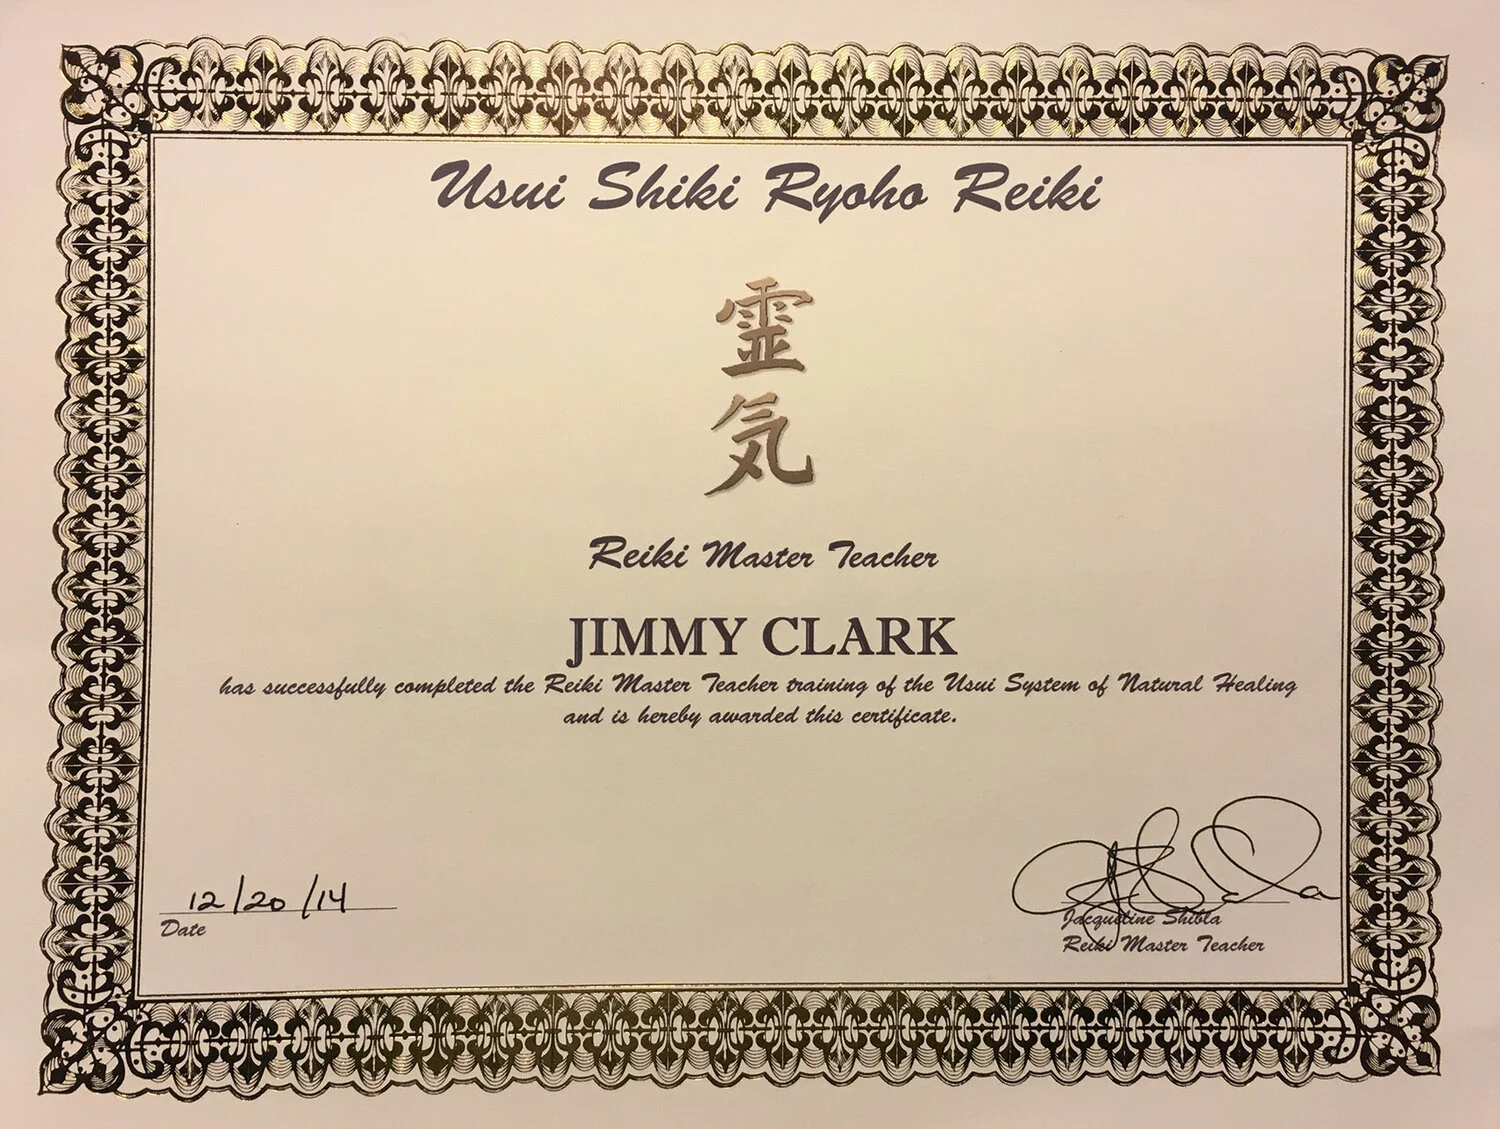 Usui Shiki Ryoho Reiki
霊
気
Reiki Master Teacher
JIMMY CLARK
has successfully completed the Reiki Master Teacher training of the Usui System of Natural Healing
and is hereby awarded this certificate.
12/20/14
Date
Jacqueline Shibla
Reiki Master Teacher